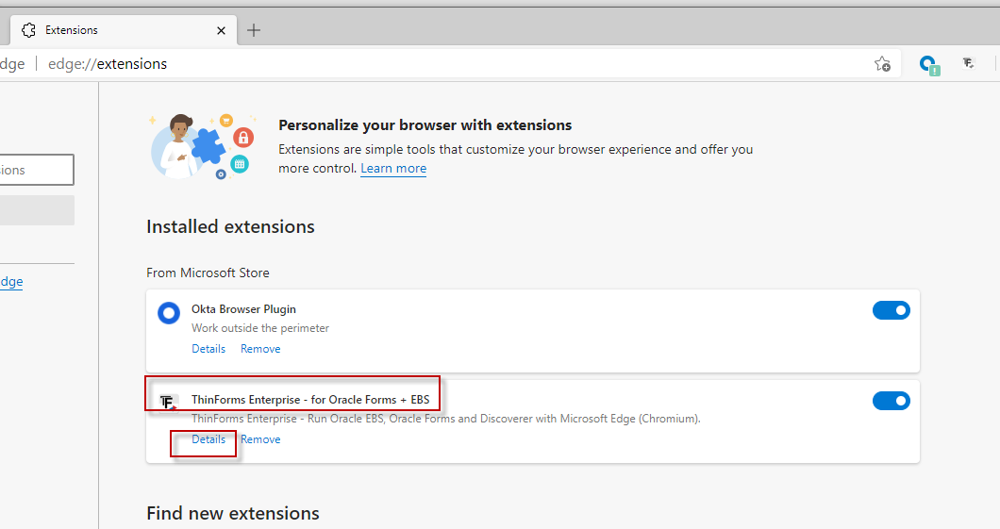 Extensions
dge
edge://extensions
Personalize your browser with extensions
Extensions are simple tools that customize your browser experience and offer you
more control. Learn more
ions
Installed extensions
dge
From Microsoft Store
Okta Browser Plugin
Work outside the perimeter
Details Remove
TF ThinForms Enterprise - for Oracle Forms + EBS
ThinForms Enterprise - Run Oracle EBS, Oracle Forms and Discoverer with Microsoft Edge (Chromium).
Details Remove
Find new extensions